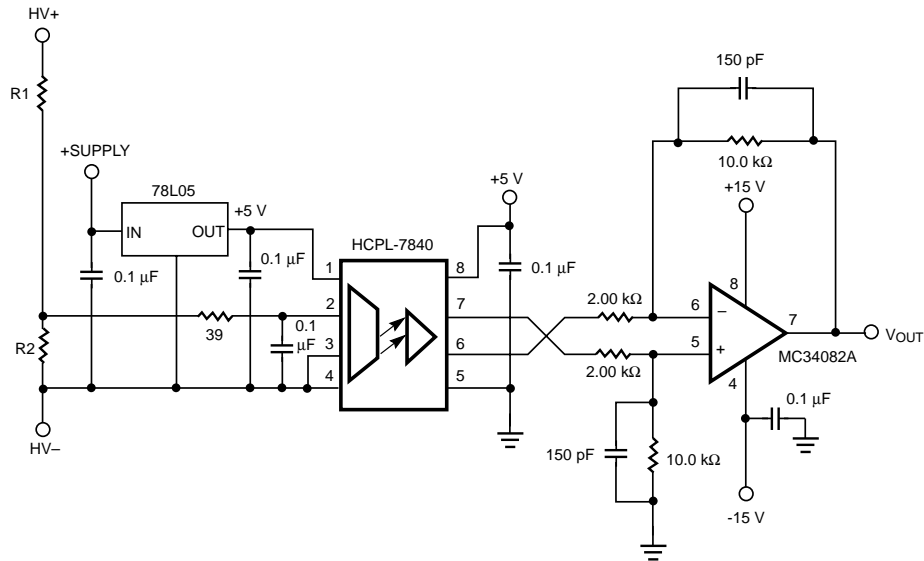 HV+
R1
+SUPPLY
78L05
IN
OUT
+5 V
0.1 µF
0.1 µF
39
0.1
µF
R2
HV–
HCPL-7840
1
2
3
4
8
7
6
5
+5 V
0.1 µF
2.00 kΩ
2.00 kΩ
150 pF
10.0 kΩ
150 pF
10.0 kΩ
+15 V
8
6
–
5
+
7
4
MC34082A
VOUT
0.1 µF
-15 V